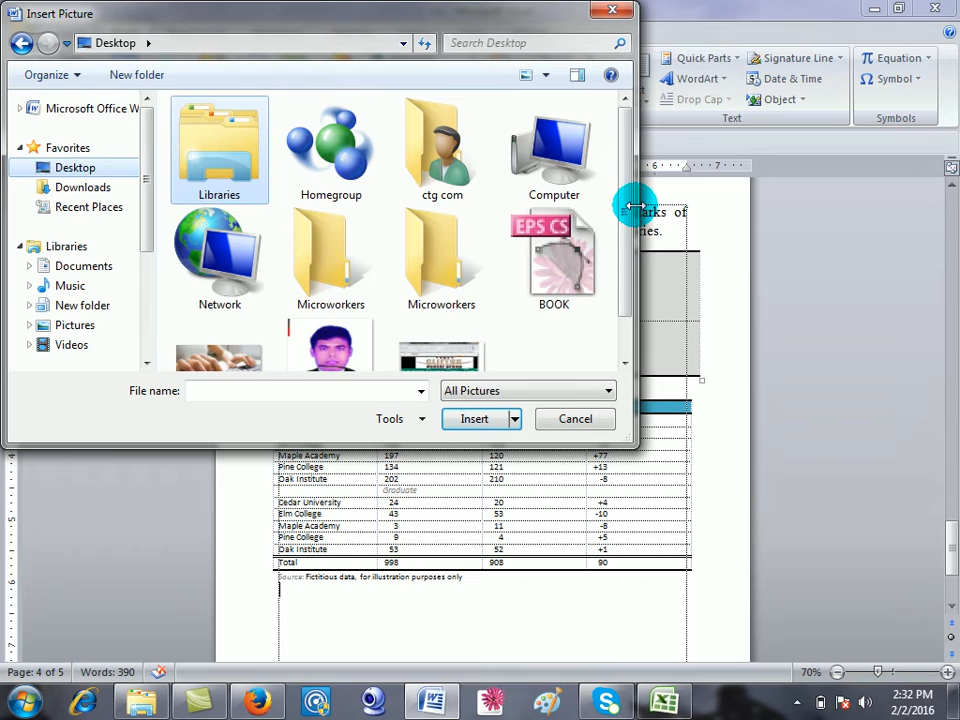 Insert Picture
Desktop
Search Desktop
Organize
New folder
Microsoft Office W
Favorites
Desktop
Downloads
Recent Places
Libraries
Documents
Music
New folder
Pictures
Videos
Libraries
Homegroup
ctg com
Computer
Network
Microworkers
Microworkers
EPS CS
BOOK
File name:
All Pictures
Tools
Insert
Cancel
Quick Parts
Signature Line
Equation
WordArt
Date & Time
Symbol
Drop Cap
Object
Text
Symbols
6
7
of
Maple Academy 197 120 +77
Pine College 134 121 +13
Oak Institute 202 210 -8
Graduate
Cedar University 24 20 +4
Elm College 43 53 -10
Maple Academy 3 11 -8
Pine College 9 4 +5
Oak Institute 53 52 +1
Total 998 908 90
Source: Fictitious data, for illustration purposes only
4
5
6
7
Page: 4 of 5
Words: 390
70%
2:32 PM
2/2/2016